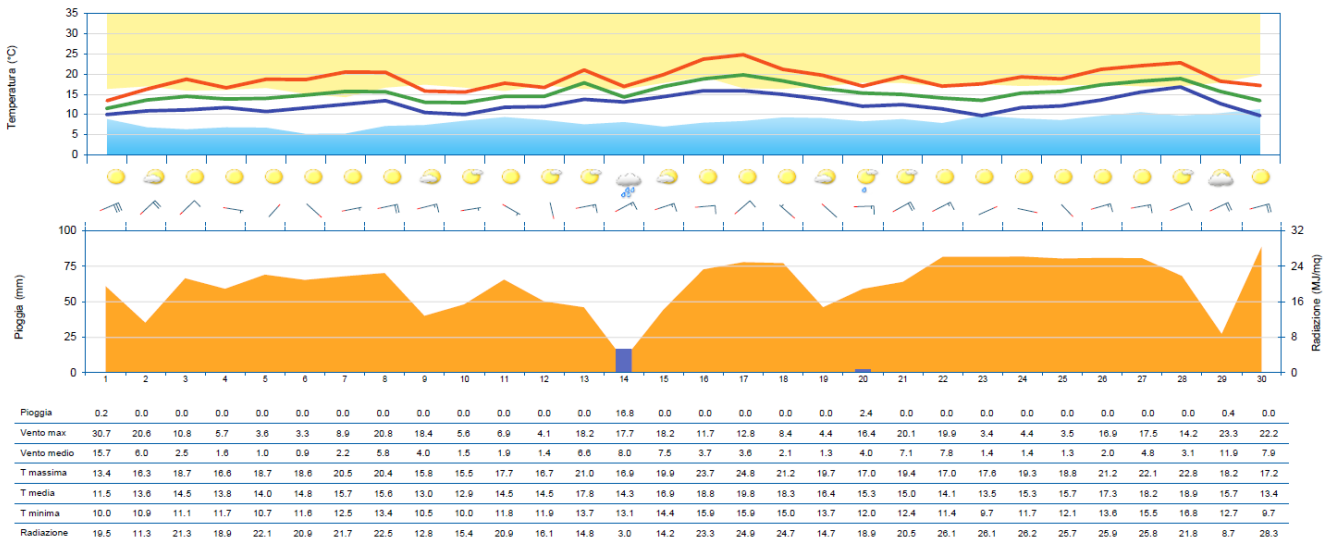 35
30
25
20
15
10
5
0
Temperatura (°C)
100 32
75 24
50 16
25 8
0 0
Pioggia (mm)
Radiazione (MJ/mq)
1 2 3 4 5 6 7 8 9 10 11 12 13 14 15 16 17 18 19 20 21 22 23 24 25 26 27 28 29 30
Pioggia 0.2 0.0 0.0 0.0 0.0 0.0 0.0 0.0 0.0 0.0 0.0 0.0 0.0 16.8 0.0 0.0 0.0 0.0 0.0 2.4 0.0 0.0 0.0 0.0 0.0 0.0 0.0 0.0 0.4 0.0
Vento max 30.7 20.6 10.8 5.7 3.6 3.3 8.9 20.8 18.4 5.6 6.9 4.1 18.2 17.7 18.2 11.7 12.8 8.4 4.4 16.4 20.1 19.9 3.4 4.4 3.5 16.9 17.5 14.2 23.3 22.2
Vento medio 15.7 6.0 2.5 1.6 1.0 0.9 2.2 5.8 4.0 1.5 1.9 1.4 6.6 8.0 7.5 3.7 3.6 2.1 1.3 4.0 7.1 7.8 1.4 1.4 1.3 2.0 4.8 3.1 11.9 7.9
T massima 13.4 16.3 18.7 16.6 18.7 18.6 20.5 20.4 15.8 15.5 17.7 16.7 21.0 16.9 19.9 23.7 24.8 21.2 19.7 17.0 19.4 17.0 17.6 19.3 18.8 21.2 22.1 22.8 18.2 17.2
T media 11.5 13.6 14.5 13.8 14.0 14.8 15.7 15.6 13.0 12.9 14.5 14.5 17.8 14.3 16.9 18.8 19.8 18.3 16.4 15.3 15.0 14.1 13.5 15.3 15.7 17.3 18.2 18.9 15.7 13.4
T minima 10.0 10.9 11.1 11.7 10.7 11.6 12.5 13.4 10.5 10.0 11.8 11.9 13.7 13.1 14.4 15.9 15.9 15.0 13.7 12.0 12.4 11.4 9.7 11.7 12.1 13.6 15.5 16.8 12.7 9.7
Radiazione 19.5 11.3 21.3 18.9 22.1 20.9 21.7 22.5 12.8 15.4 20.9 16.1 14.8 3.0 14.2 23.3 24.9 24.7 14.7 18.9 20.5 26.1 26.1 26.2 25.7 25.9 25.8 21.8 8.7 28.3